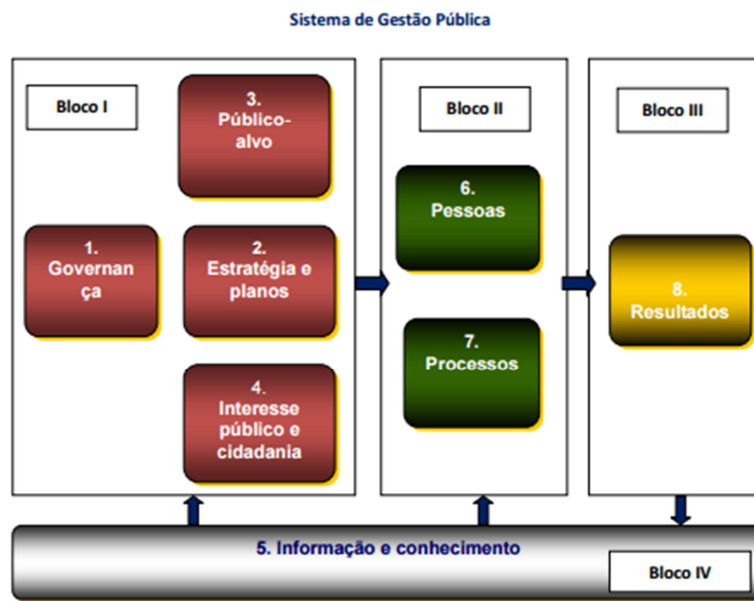 Sistema de Gestão Pública
Bloco I
3.
Público-
alvo
1.
Governan
ça
2.
Estratégia e
planos
4.
Interesse
público e
cidadania
Bloco II
6.
Pessoas
7.
Processos
Bloco III
8.
Resultados
5. Informação e conhecimento
Bloco IV